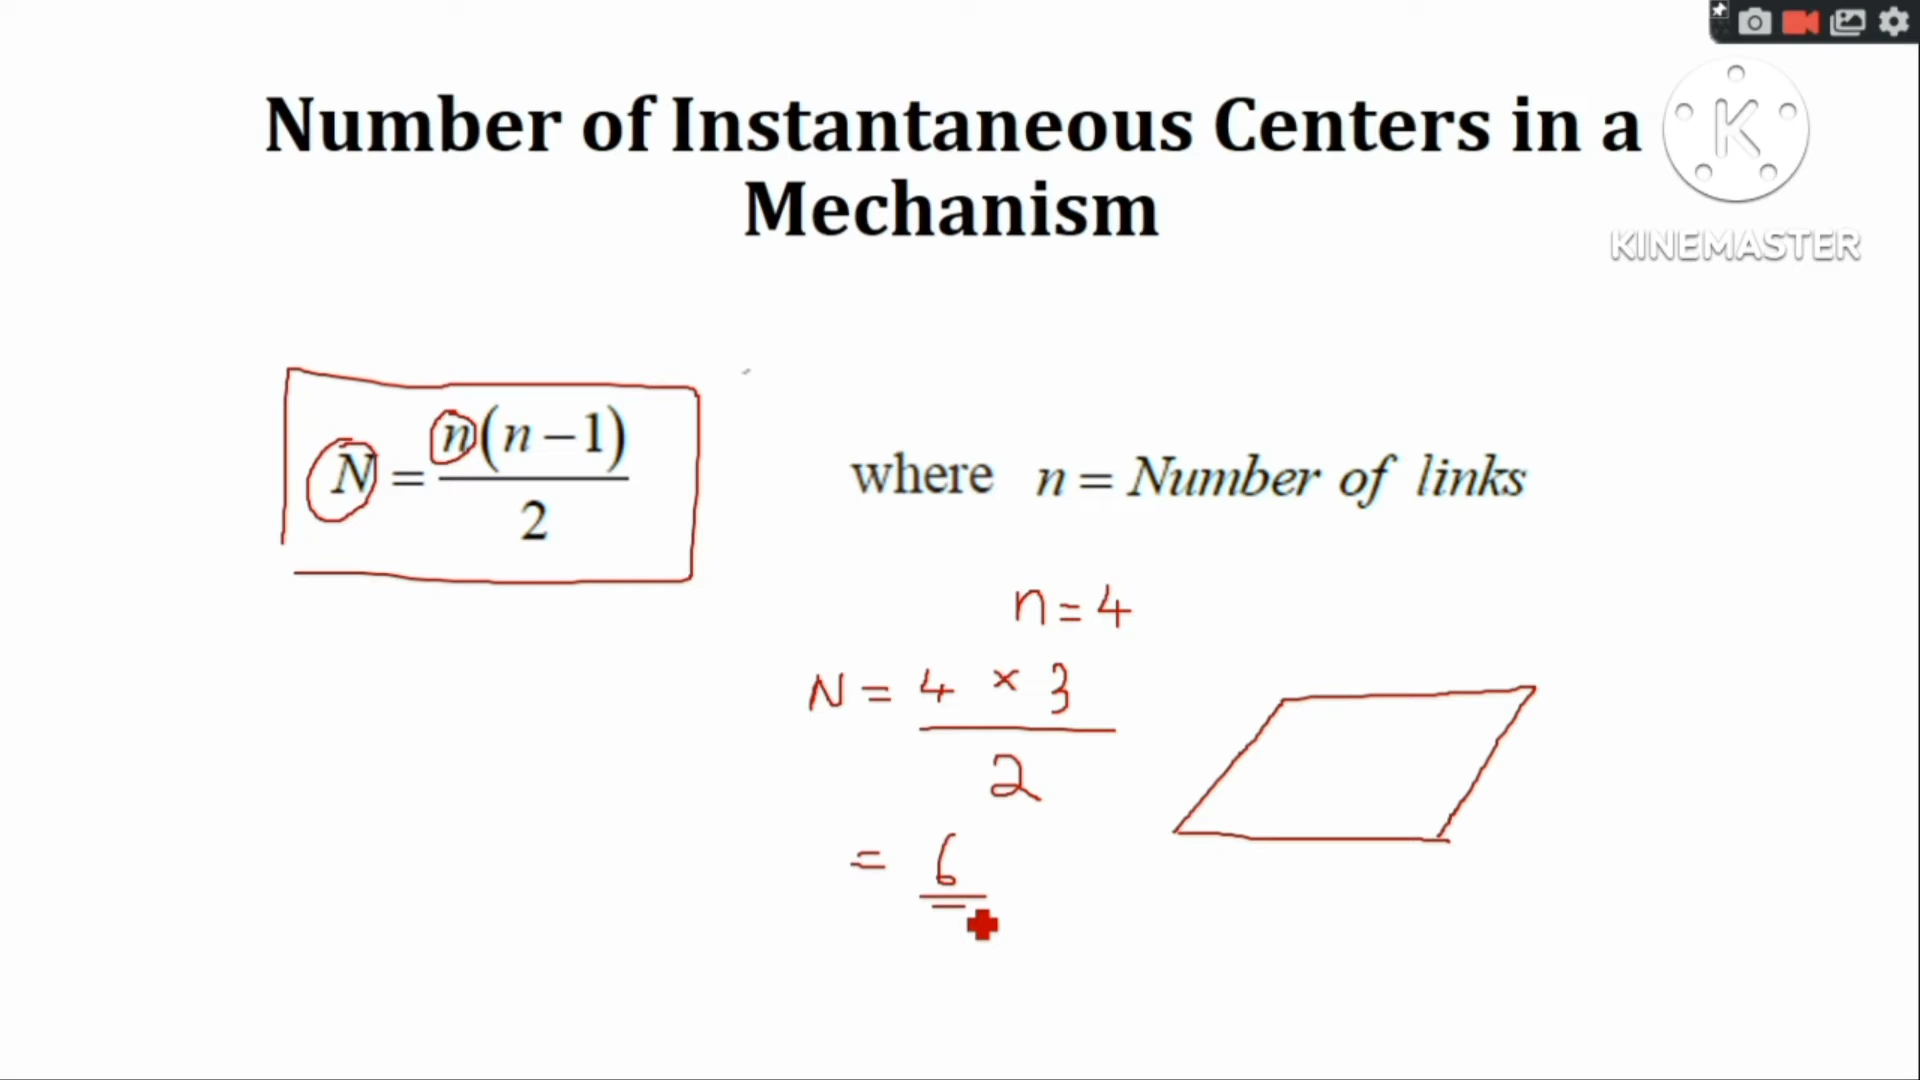 Number of Instantaneous Centers in a
Mechanism
K
KINEMASTER
N = n(n−1)/2
where n = Number of links
n = 4
N = 4 × 3
2
= 6